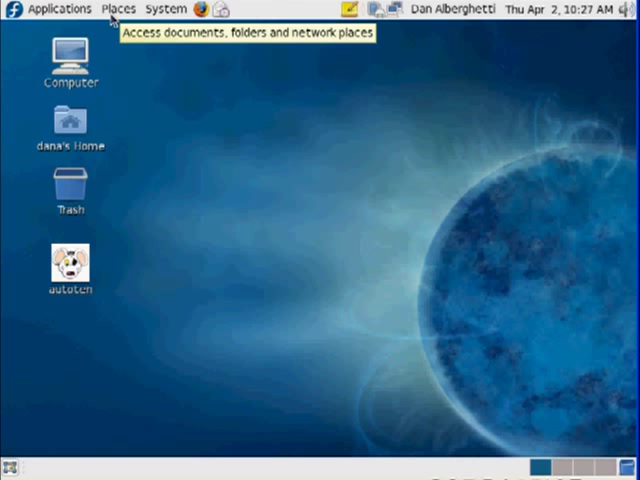 Applications Places System Dan Alberghetti Thu Apr 2, 10:27 AM
Access documents, folders and network places
Computer
dana's Home
Trash
autoten